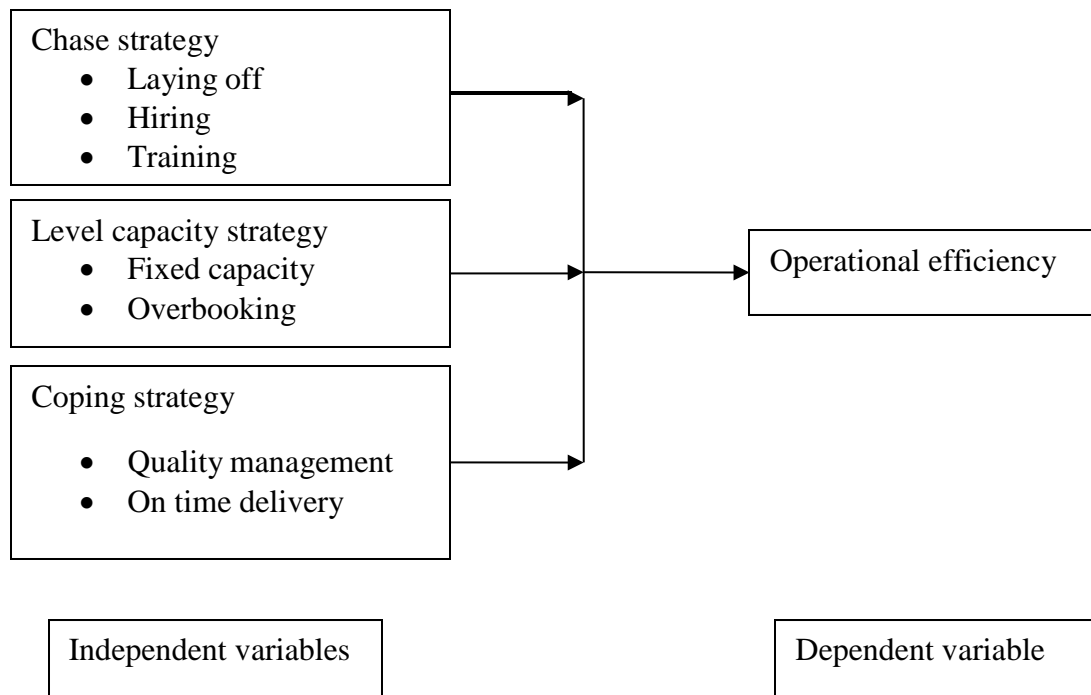 Chase strategy
• Laying off
• Hiring
• Training
Level capacity strategy
• Fixed capacity
• Overbooking
Operational efficiency
Coping strategy
• Quality management
• On time delivery
Independent variables
Dependent variable